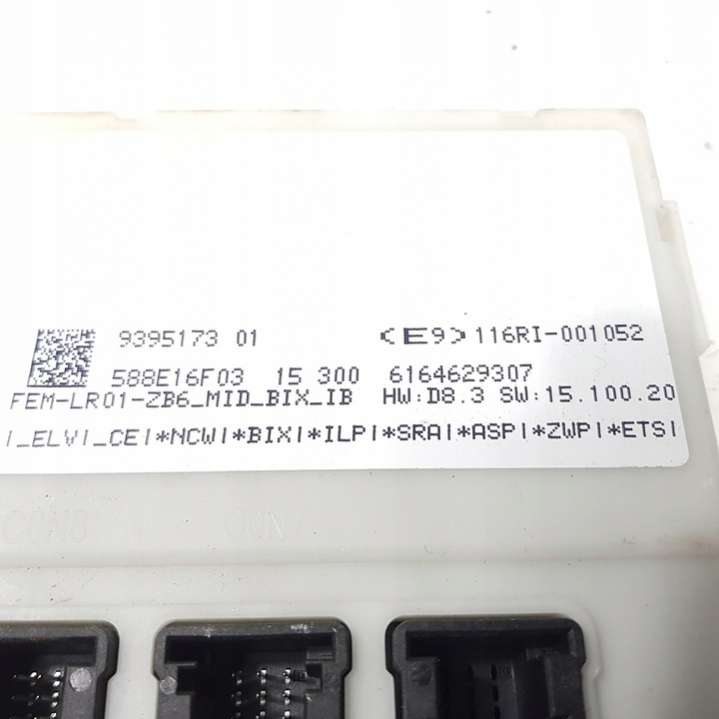 9395173 01 <E9> 116RI-001052
588E16F03 15 300 6164629307
FEM-LR01-ZB6_MID_BIX_IB HW:D8.3 SW:15.100.20
|_ELV|_CE|*NCW|*BIX|*ILP|*SRA|*ASP|*ZWP|*ETS|
CON8